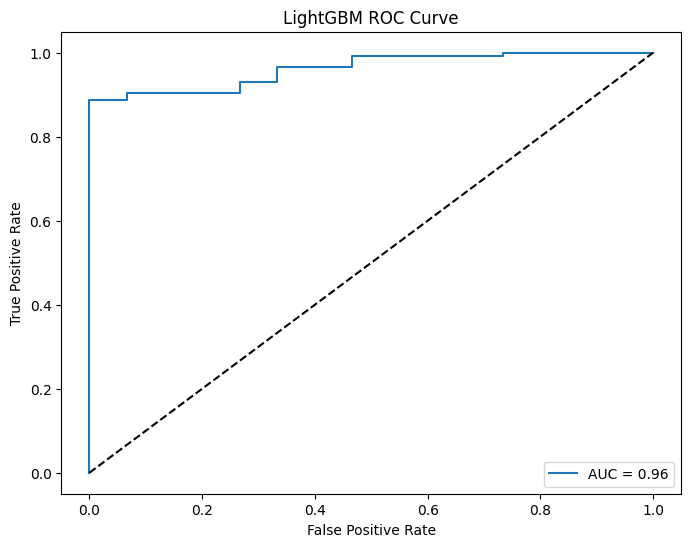 LightGBM ROC Curve
True Positive Rate
1.0
0.8
0.6
0.4
0.2
0.0
AUC = 0.96
0.0 0.2 0.4 0.6 0.8 1.0
False Positive Rate